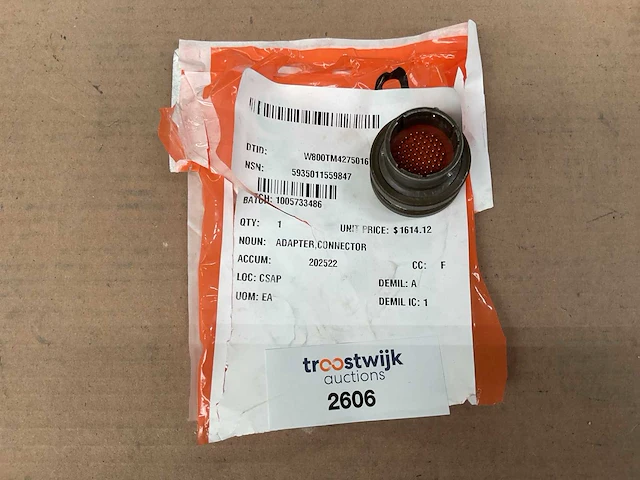 DTID: W800TM4275016
NSN: 5935011559847
BATCH: 1005733486
QTY: 1 UNIT PRICE: $1614.12
NOUN: ADAPTER,CONNECTOR
ACCUM: 202522 CC: F
LOC: CSAP DEMIL: A
UOM: EA DEMIL IC: 1
troostwijk
auctions
2606